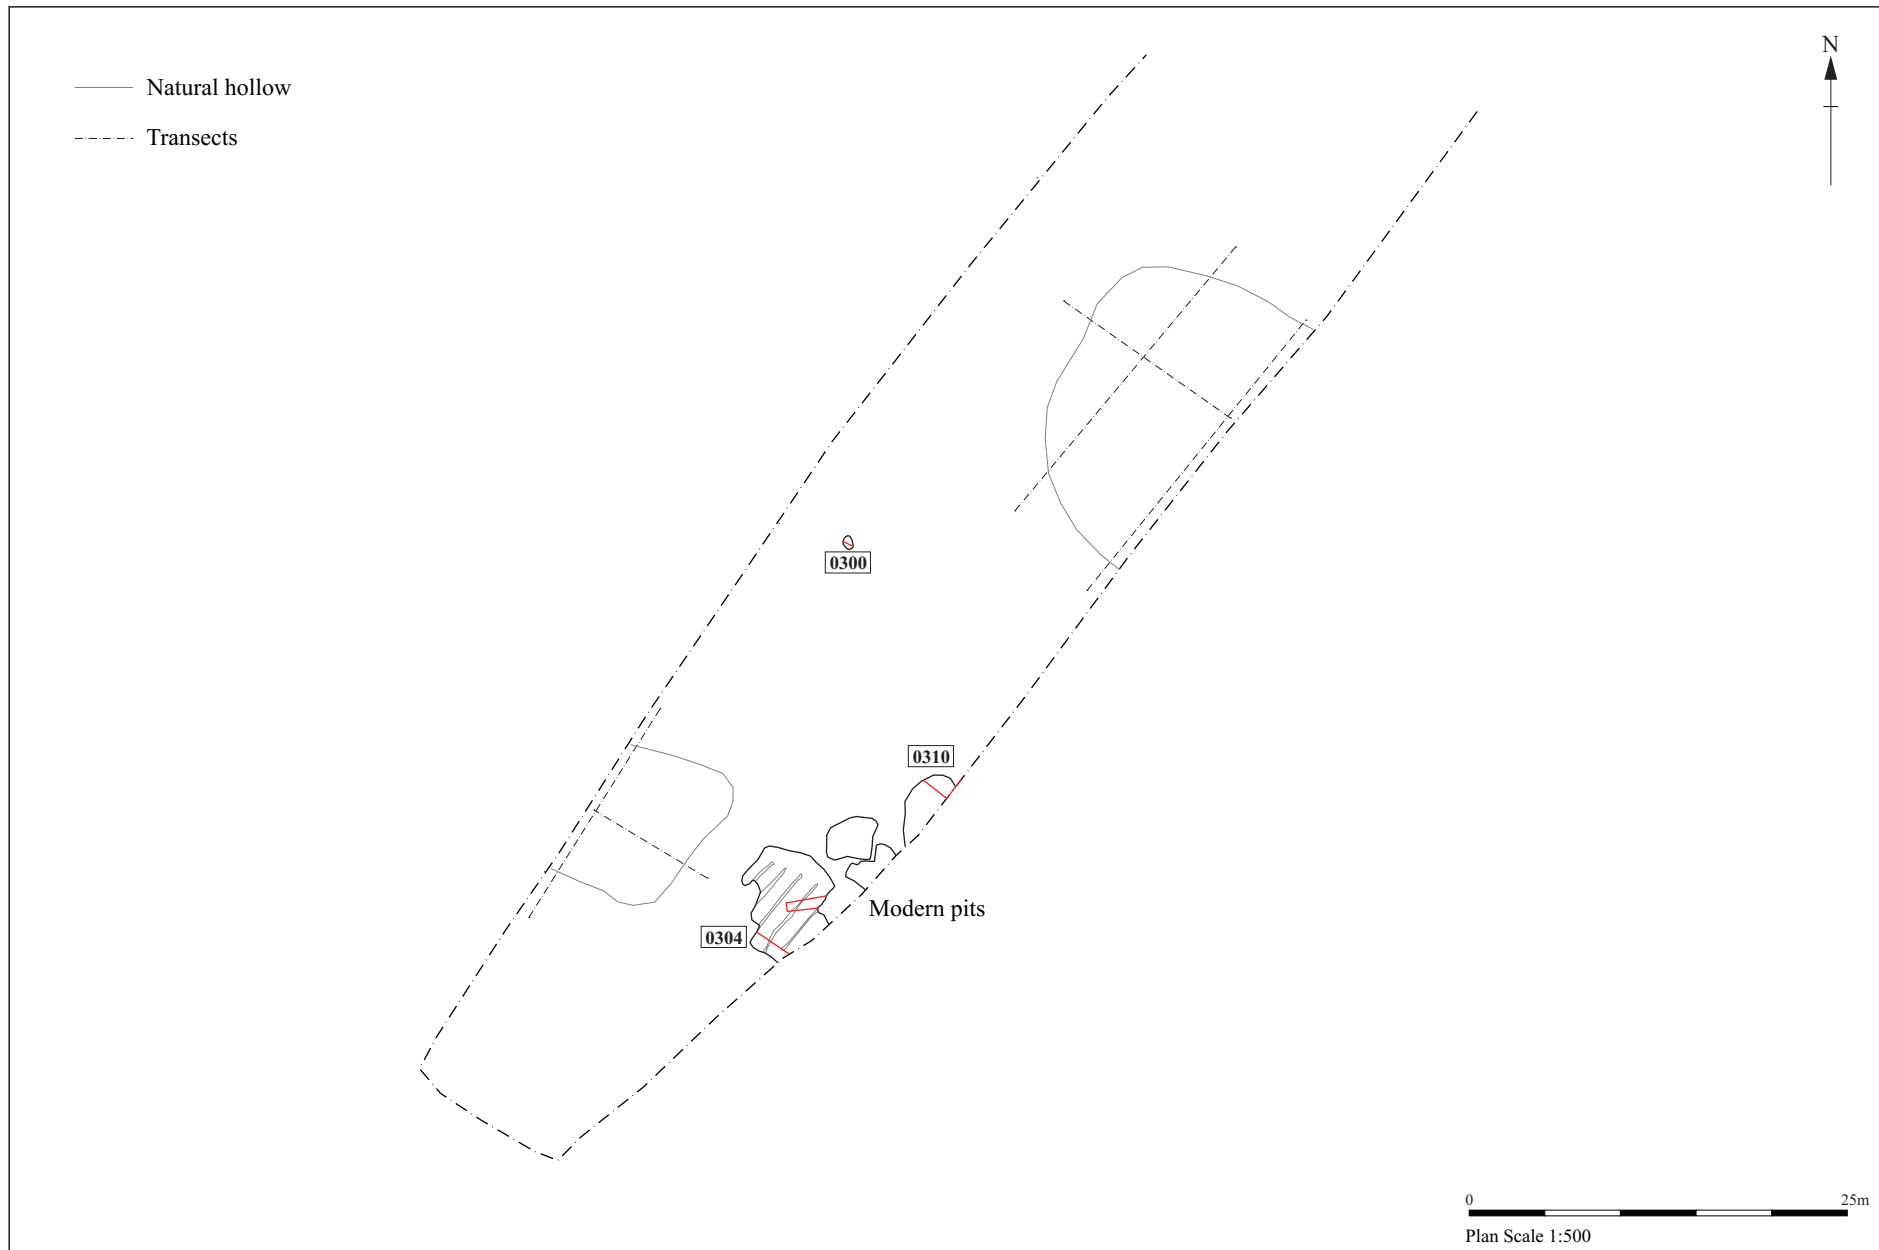 N
Natural hollow
Transects
0300
0310
Modern pits
0304
0 25m
Plan Scale 1:500